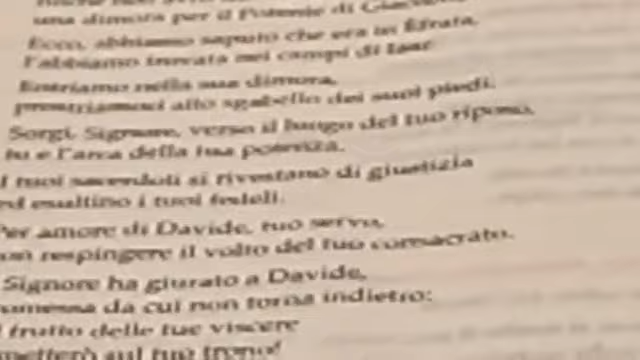 una dimora per il Potente di Giacobbe
Ecco, abbiamo saputo che era in Èfrata,
l'abbiamo trovata nei campi di Iaar.
Entriamo nella sua dimora,
prostriamoci allo sgabello dei suoi piedi.
Sorgi, Signore, verso il luogo del tuo riposo,
tu e l'arca della tua potenza.
I tuoi sacerdoti si rivestano di giustizia
ed esultino i tuoi fedeli.
Per amore di Davide, tuo servo,
non respingere il volto del tuo consacrato.
Signore ha giurato a Davide,
omessa da cui non torna indietro:
l frutto delle tue viscere
metterò sul tuo trono!